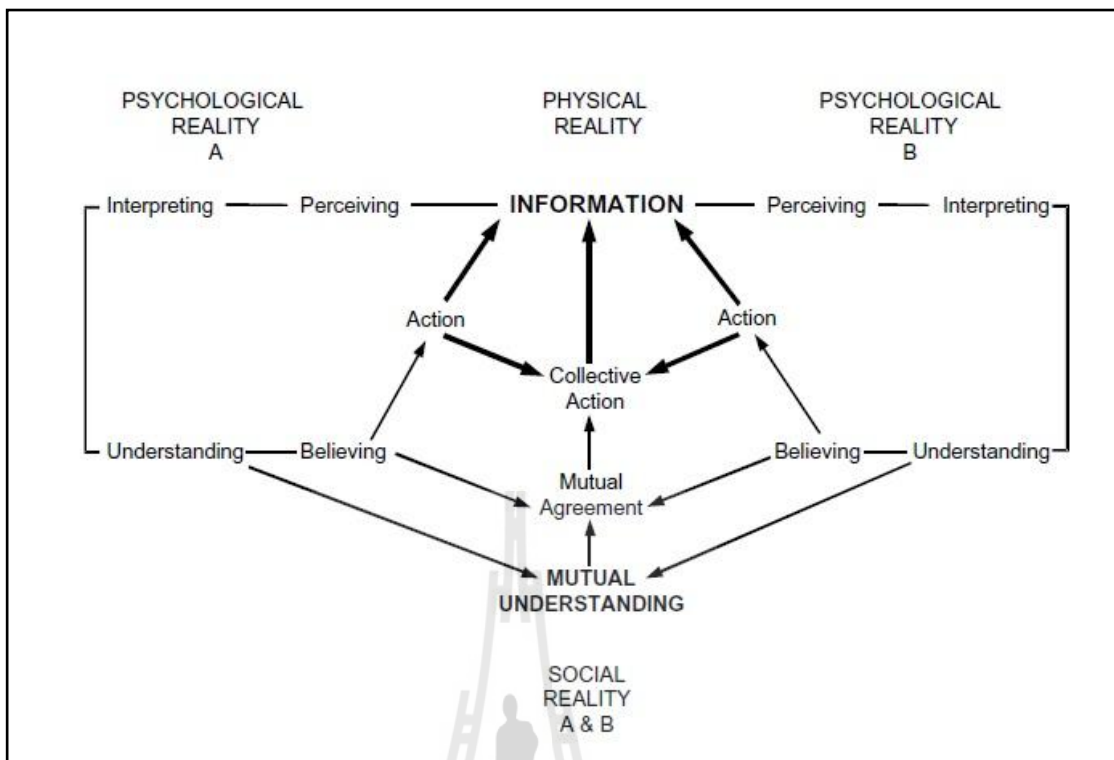 PSYCHOLOGICAL
REALITY
A
PHYSICAL
REALITY
PSYCHOLOGICAL
REALITY
B
Interpreting
Perceiving
INFORMATION
Perceiving
Interpreting
Action
Action
Collective
Action
Understanding
Believing
Believing
Understanding
Mutual
Agreement
MUTUAL
UNDERSTANDING
SOCIAL
REALITY
A & B